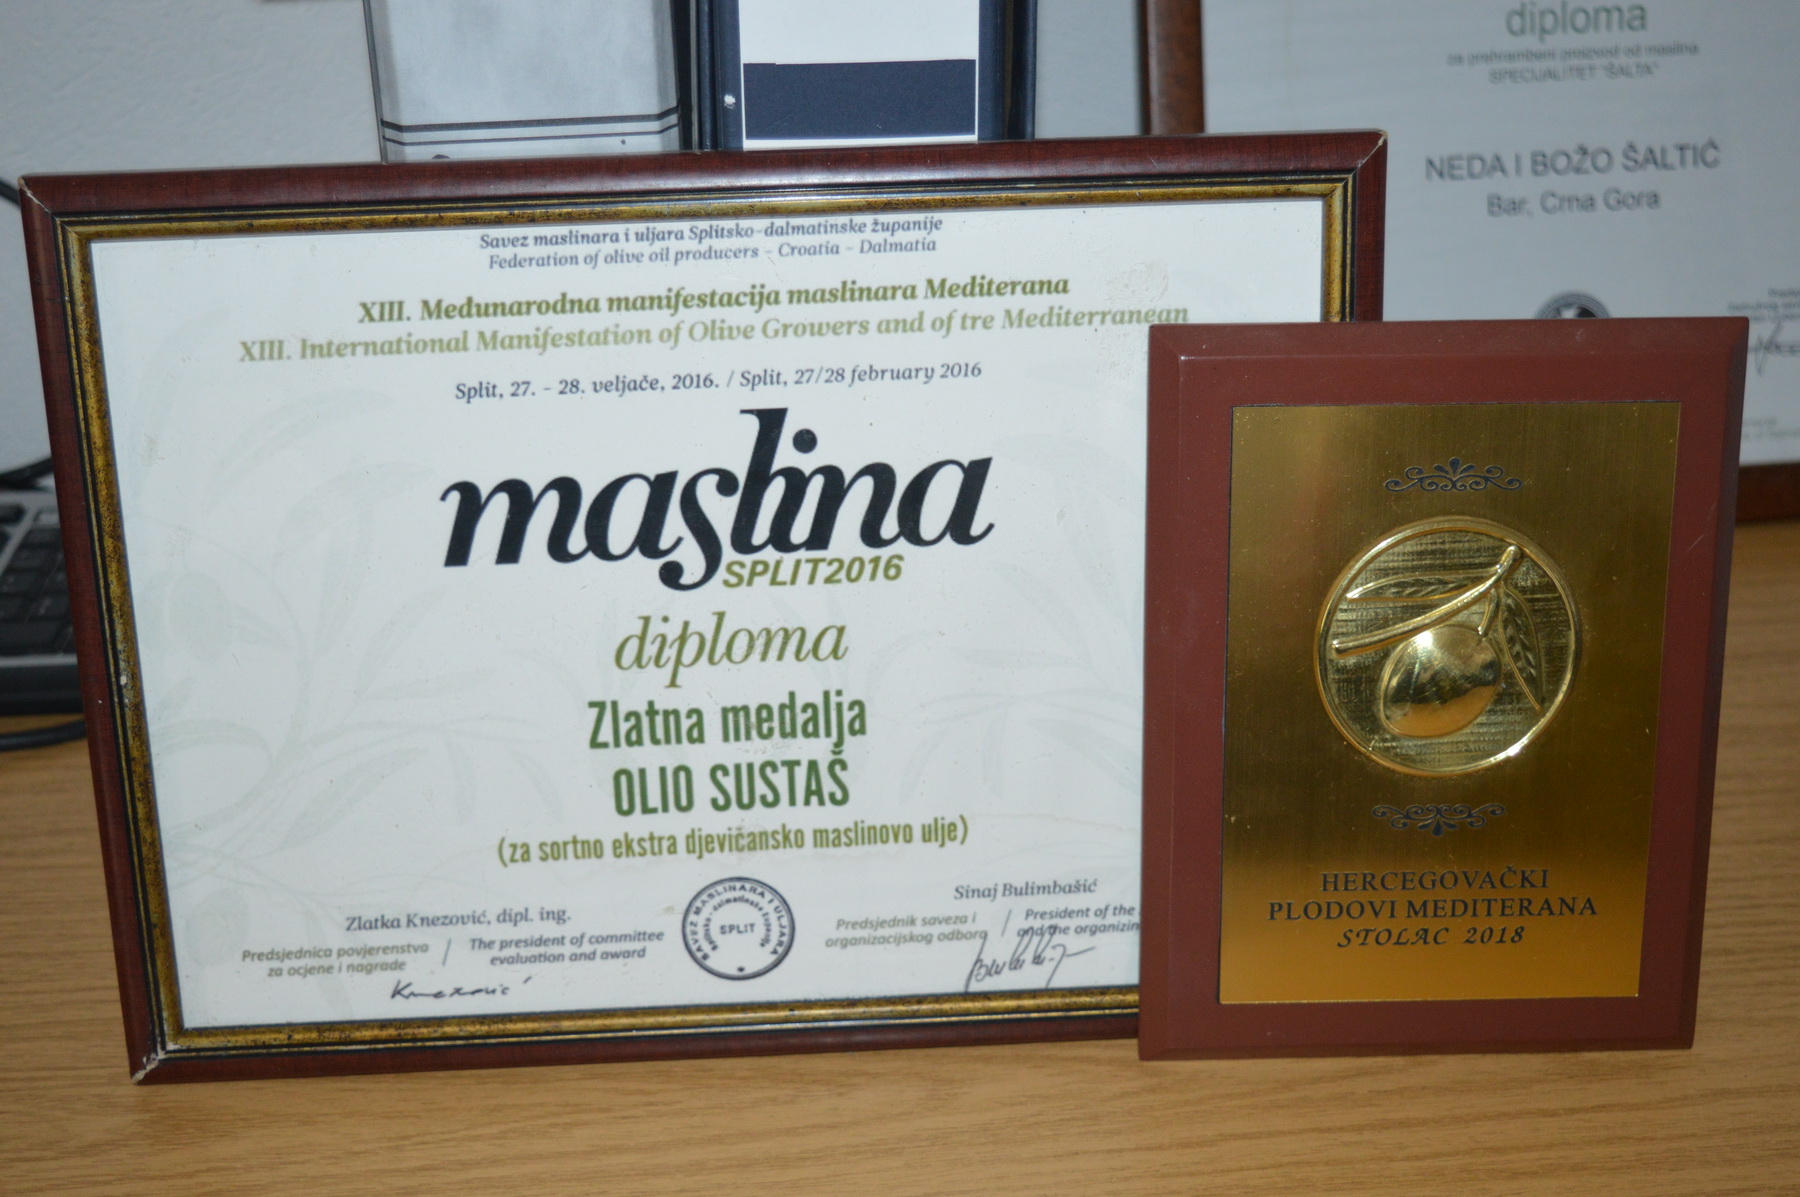 Savez maslinara i uljara Splitsko-dalmatinske županije
Federation of olive oil producers - Croatia - Dalmatia
XIII. Međunarodna manifestacija maslinara Mediterana
XIII. International Manifestation of Olive Growers and of tre Mediterranean
Split, 27. - 28. veljače, 2016. / Split, 27/28 february 2016
maslina
SPLIT2016
diploma
Zlatna medalja
OLIO SUSTAŠ
(za sortno ekstra djevičansko maslinovo ulje)
Zlatka Knezović, dipl. ing.
Predsjednica povjerenstva
za ocjene i nagrade
The president of committee
evaluation and award
Knezović
SAVEZ MASLINARA I ULJARA
Splitsko-dalmatinske županije
SPLIT
Sinaj Bulimbašić
Predsjednik saveza i
organizacijskog odbora
President of the
and the organizin
HERCEGOVAČKI
PLODOVI MEDITERANA
STOLAC 2018
diploma
za prehrambeni proizvod od maslina
SPECIJALITET "ŠALTA"
NEDA I BOŽO ŠALTIĆ
Bar, Crna Gora